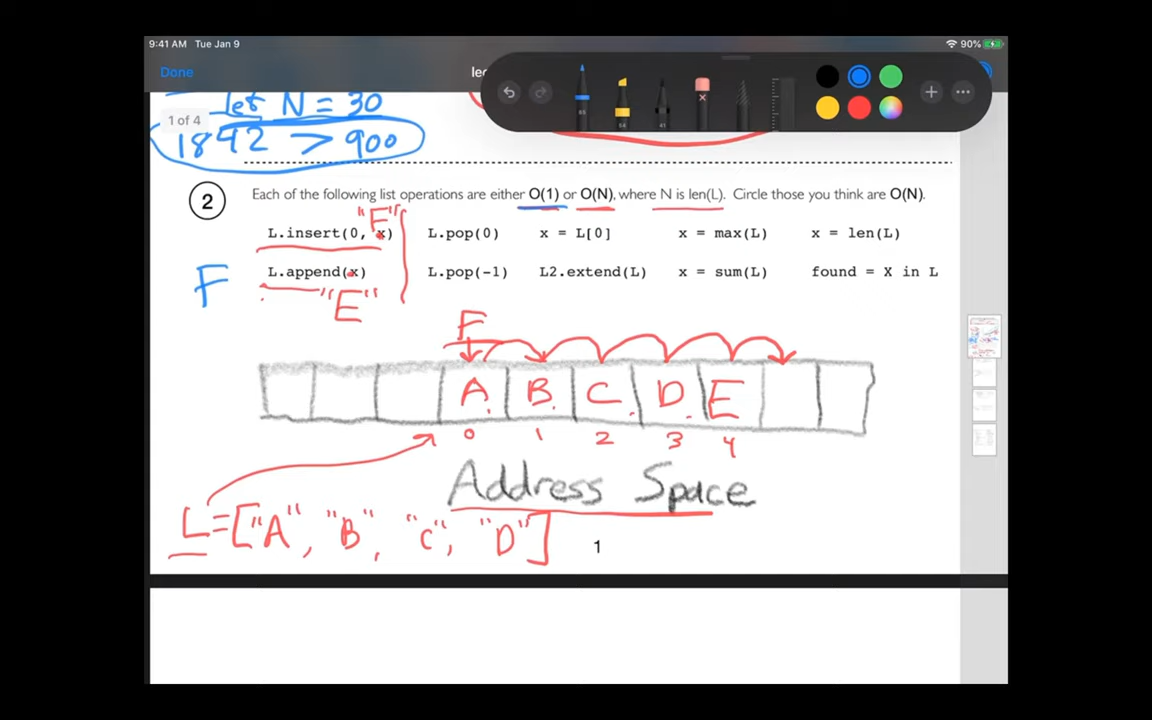 9:41 AM Tue Jan 9
90%
Done
lec
let N = 30
1 of 4
1892 > 900
2
Each of the following list operations are either O(1) or O(N), where N is len(L). Circle those you think are O(N).
"F"
L.insert(0, x) L.pop(0) x = L[0] x = max(L) x = len(L)
L.append(x) L.pop(-1) L2.extend(L) x = sum(L) found = X in L
F
"E"
F
A B C D E
0 1 2 3 4
Address Space
L=["A", "B", "C", "D"]
1